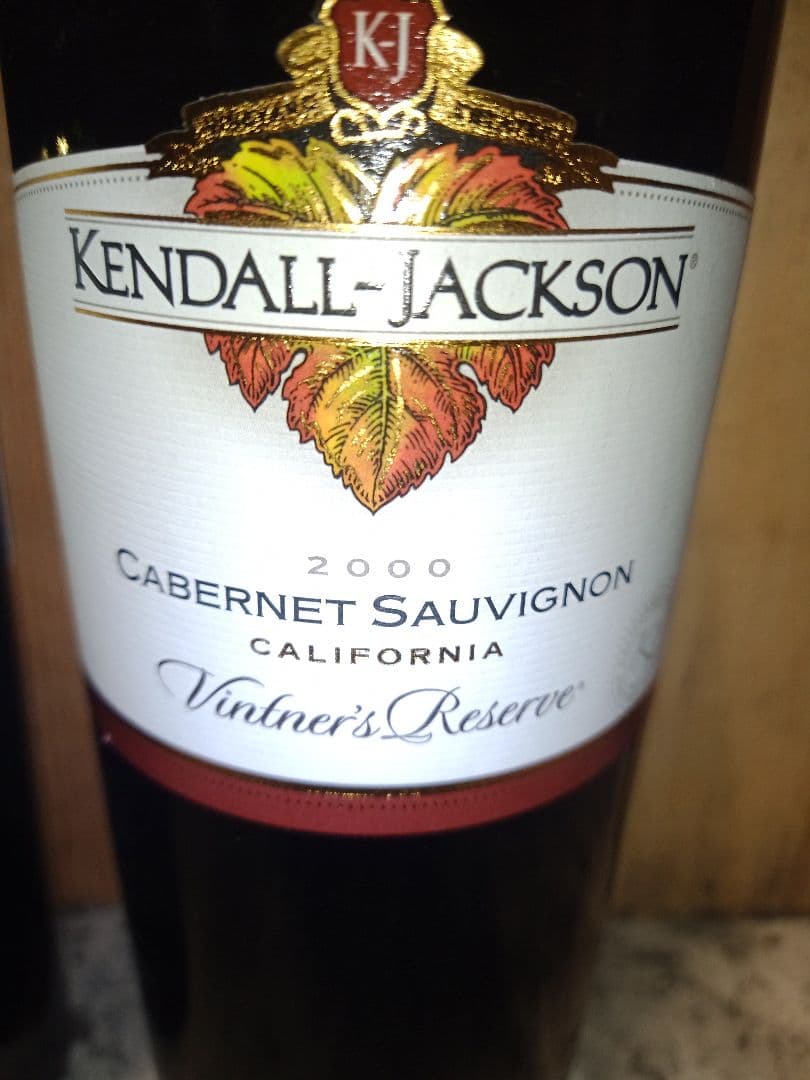 K-J
KENDALL-JACKSON®
2000
CABERNET SAUVIGNON
CALIFORNIA
Vintner's Reserve